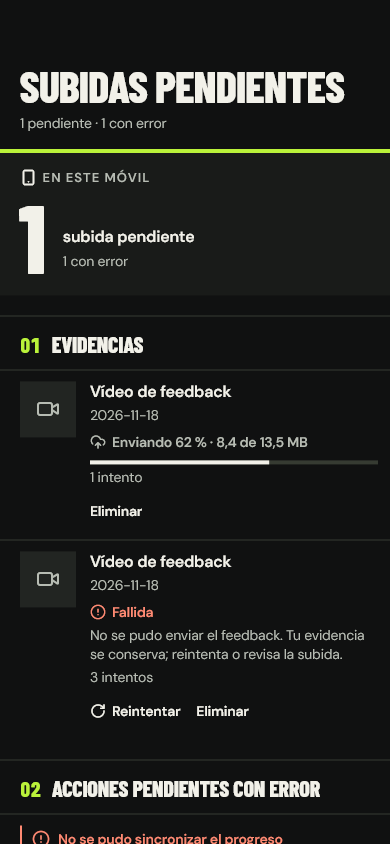 SUBIDAS PENDIENTES
1 pendiente · 1 con error
EN ESTE MÓVIL
1
subida pendiente
1 con error
01 EVIDENCIAS
Vídeo de feedback
2026-11-18
Enviando 62 % · 8,4 de 13,5 MB
1 intento
Eliminar
Vídeo de feedback
2026-11-18
Fallida
No se pudo enviar el feedback. Tu evidencia
se conserva; reintenta o revisa la subida.
3 intentos
Reintentar Eliminar
02 ACCIONES PENDIENTES CON ERROR
No se pudo sincronizar el progreso